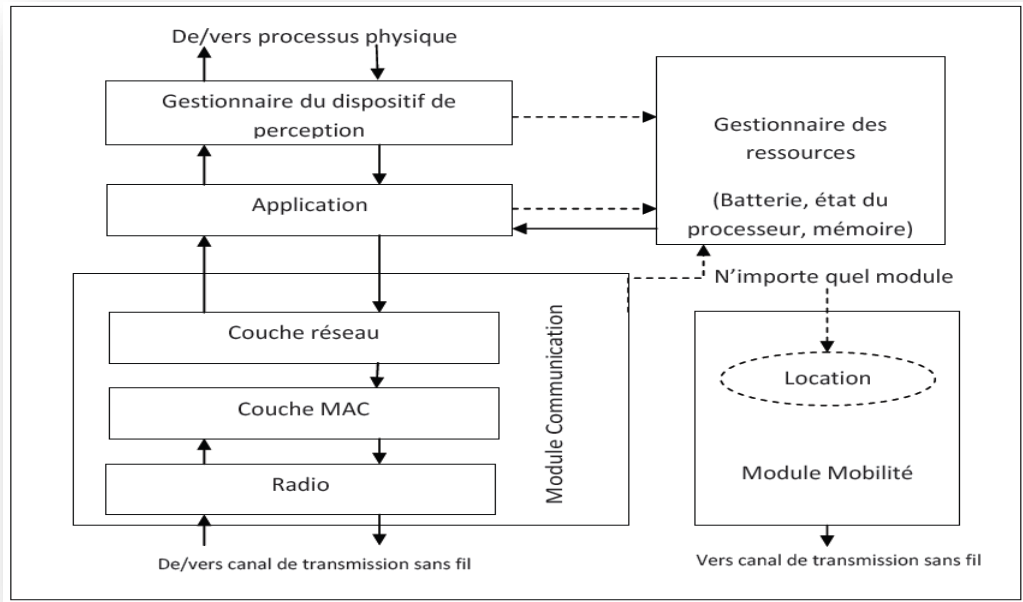 De/vers processus physique
Gestionnaire du dispositif de
perception
Gestionnaire des
ressources
(Batterie, état du
processeur, mémoire)
Application
N'importe quel module
Module Communication
Couche réseau
Couche MAC
Radio
Location
Module Mobilité
De/vers canal de transmission sans fil
Vers canal de transmission sans fil